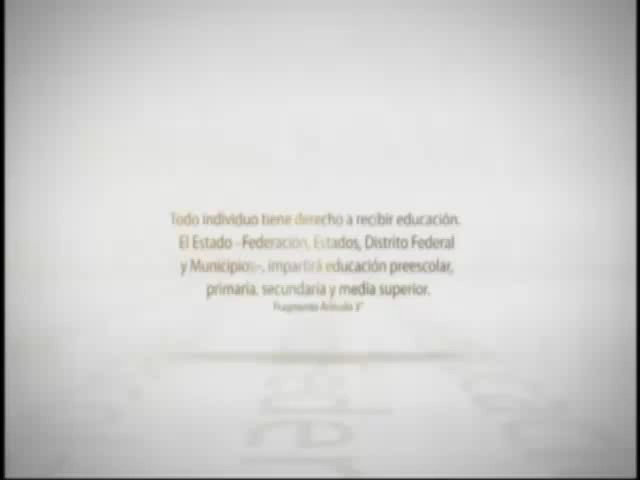 Todo individuo tiene derecho a recibir educación.
El Estado - Federación, Estados, Distrito Federal
y Municipios-, impartirá educación preescolar,
primaria, secundaria y media superior.
Fragmento Artículo 3°